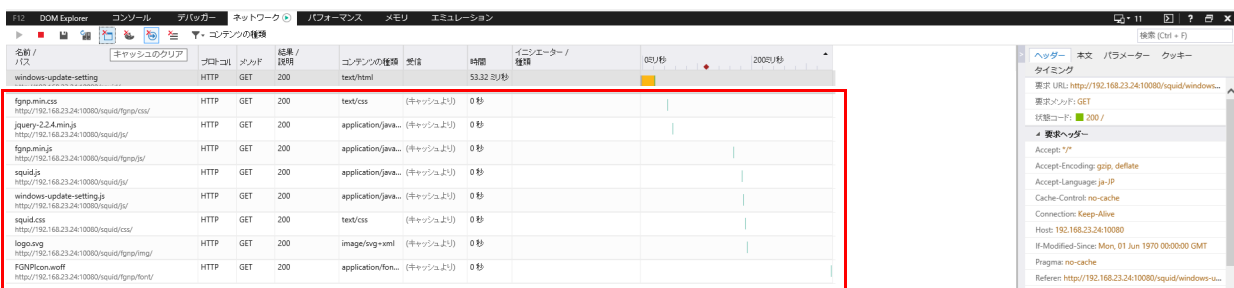 F12 DOM Explorer コンソール デバッガー ネットワーク パフォーマンス メモリ エミュレーション 11 ?
コンテンツの種類 検索 (Ctrl + F)
キャッシュのクリア
名前 / パス プロトコル メソッド 結果 / 説明 コンテンツの種類 受信 時間 イニシエーター / 種類 0ミリ秒 200ミリ秒
windows-update-setting HTTP GET 200 text/html 53.32 ミリ秒
fgnp.min.css HTTP GET 200 text/css (キャッシュより) 0 秒
http://192.168.23.24:10080/squid/fgnp/css/
jquery-2.2.4.min.js HTTP GET 200 application/java... (キャッシュより) 0 秒
http://192.168.23.24:10080/squid/js/
fgnp.min.js HTTP GET 200 application/java... (キャッシュより) 0 秒
http://192.168.23.24:10080/squid/fgnp/js/
squid.js HTTP GET 200 application/java... (キャッシュより) 0 秒
http://192.168.23.24:10080/squid/js/
windows-update-setting.js HTTP GET 200 application/java... (キャッシュより) 0 秒
http://192.168.23.24:10080/squid/js/
squid.css HTTP GET 200 text/css (キャッシュより) 0 秒
http://192.168.23.24:10080/squid/css/
logo.svg HTTP GET 200 image/svg+xml (キャッシュより) 0 秒
http://192.168.23.24:10080/squid/fgnp/img/
FGNPIcon.woff HTTP GET 200 application/fon... (キャッシュより) 0 秒
http://192.168.23.24:10080/squid/fgnp/font/
ヘッダー 本文 パラメーター クッキー
タイミング
要求 URL: http://192.168.23.24:10080/squid/windows...
要求メソッド: GET
状態コード: 200 /
要求ヘッダー
Accept: */*
Accept-Encoding: gzip, deflate
Accept-Language: ja-JP
Cache-Control: no-cache
Connection: Keep-Alive
Host: 192.168.23.24:10080
If-Modified-Since: Mon, 01 Jun 1970 00:00:00 GMT
Pragma: no-cache
Referer: http://192.168.23.24:10080/squid/windows-u...